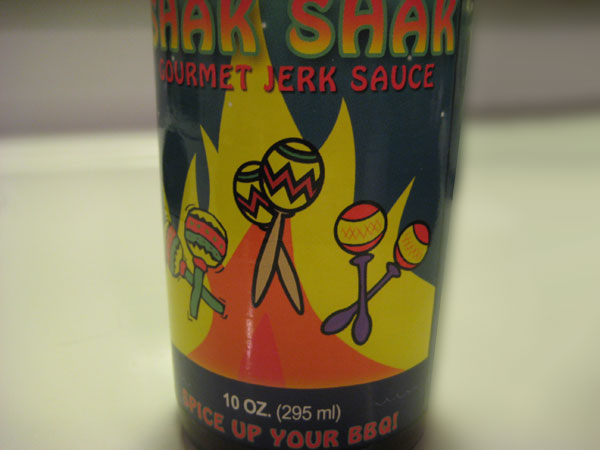 SHAK SHAK
GOURMET JERK SAUCE
10 OZ. (295 ml)
SPICE UP YOUR BBQ!